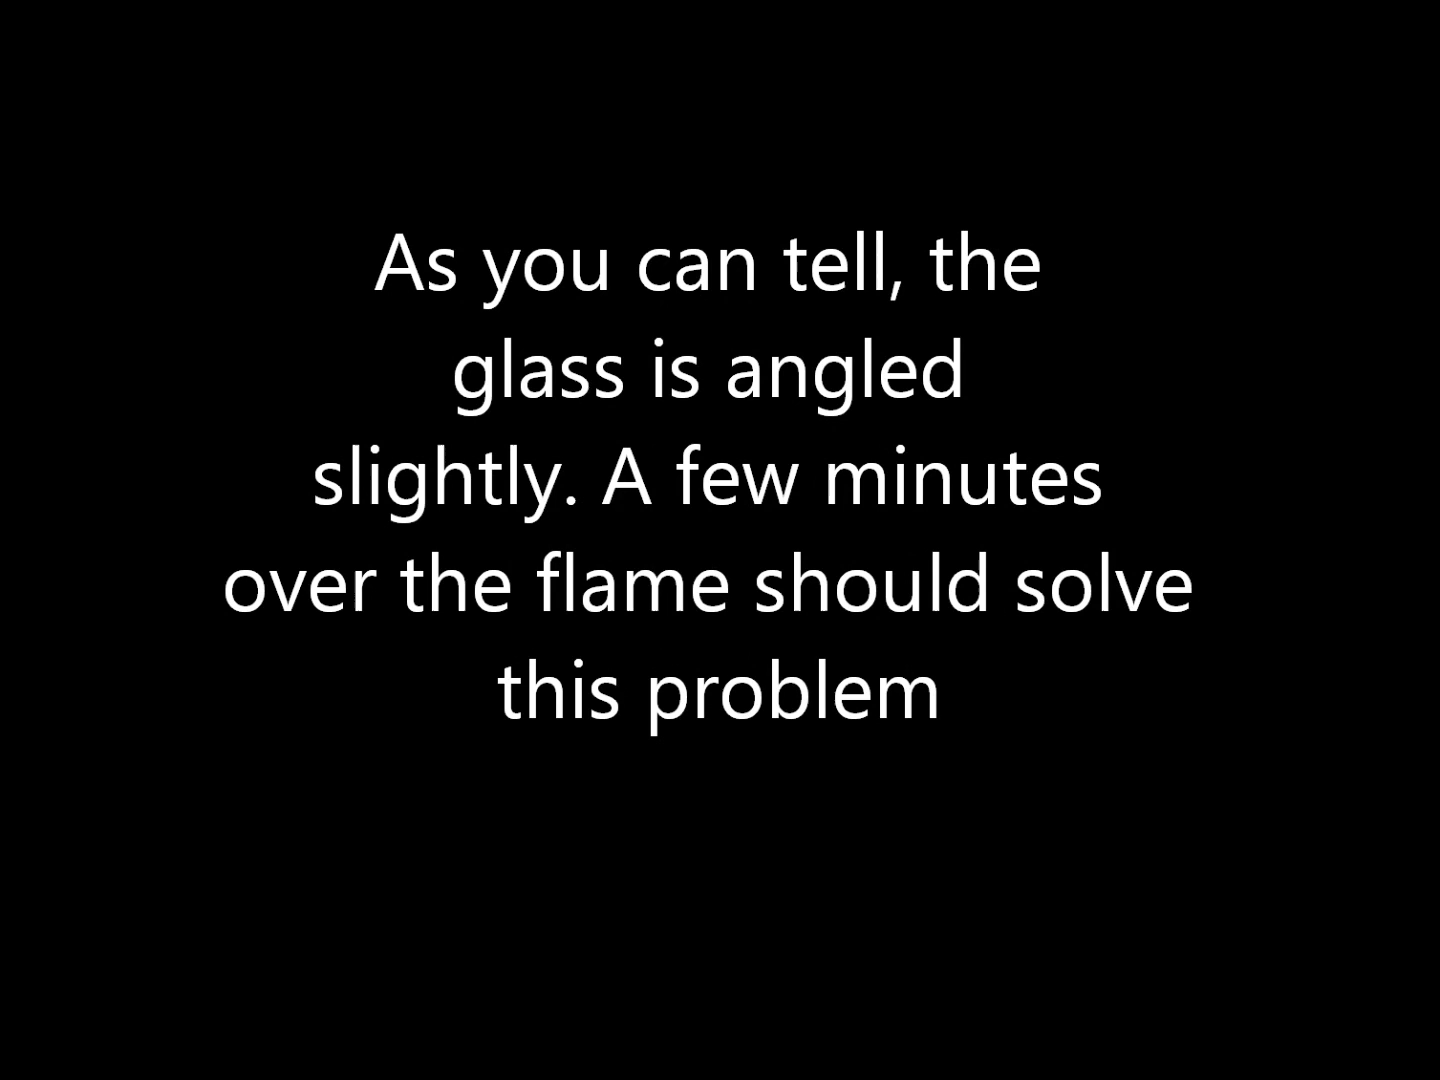 As you can tell, the
glass is angled
slightly. A few minutes
over the flame should solve
this problem